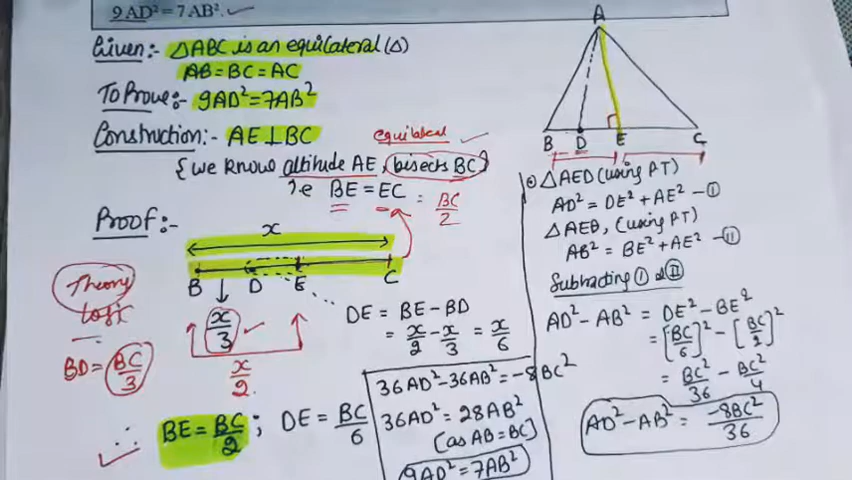 9AD² = 7AB².
Given:- ΔABC is an equilateral (Δ)
AB = BC = AC
To Prove:- 9AD² = 7AB²
Construction:- AE ⊥ BC
equilateral
{we know altitude AE, bisects BC}
i.e BE = EC = BC/2
Proof:-
x
B D E C
x/3
x/2
Theory
Logic
BD = BC/3
DE = BE - BD
= x/2 - x/3 = x/6
∴ BE = BC/2 ; DE = BC/6
36AD² - 36AB² = -8BC²
36AD² = 28AB²
[as AB = BC]
9AD² = 7AB²
A
B D E C
ΔAED (using PT)
AD² = DE² + AE² - ①
ΔAEB, (using PT)
AB² = BE² + AE² - ②
Subtracting ① & ②
AD² - AB² = DE² - BE²
= [BC/6]² - [BC/2]²
= BC²/36 - BC²/4
AD² - AB² = -8BC²/36